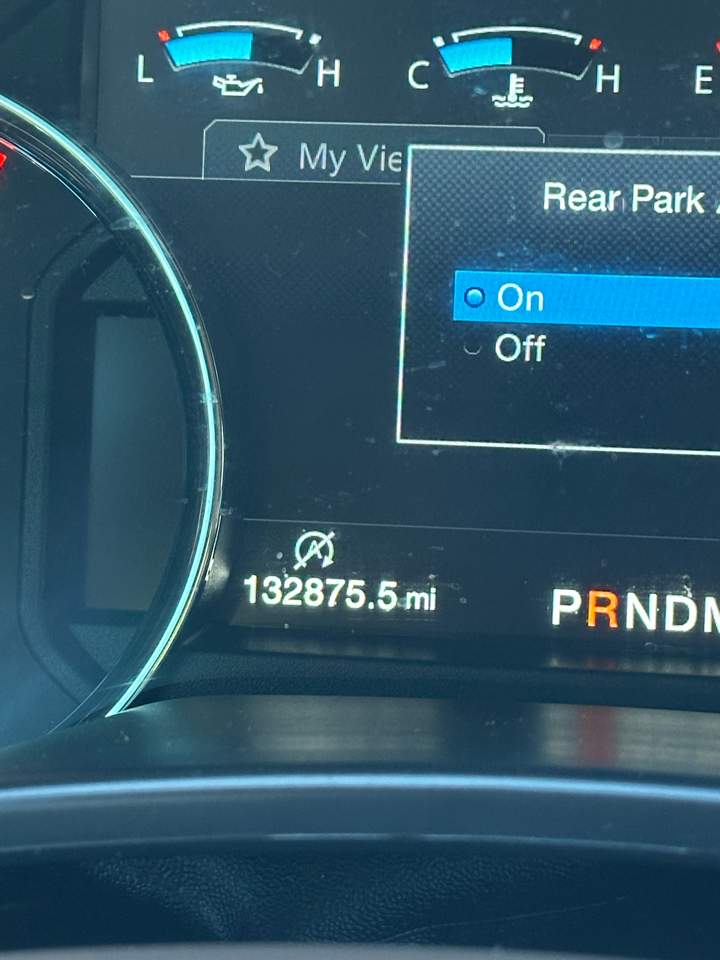 L H C H E
My Vie
Rear Park
On
Off
132875.5 mi
PRNDM